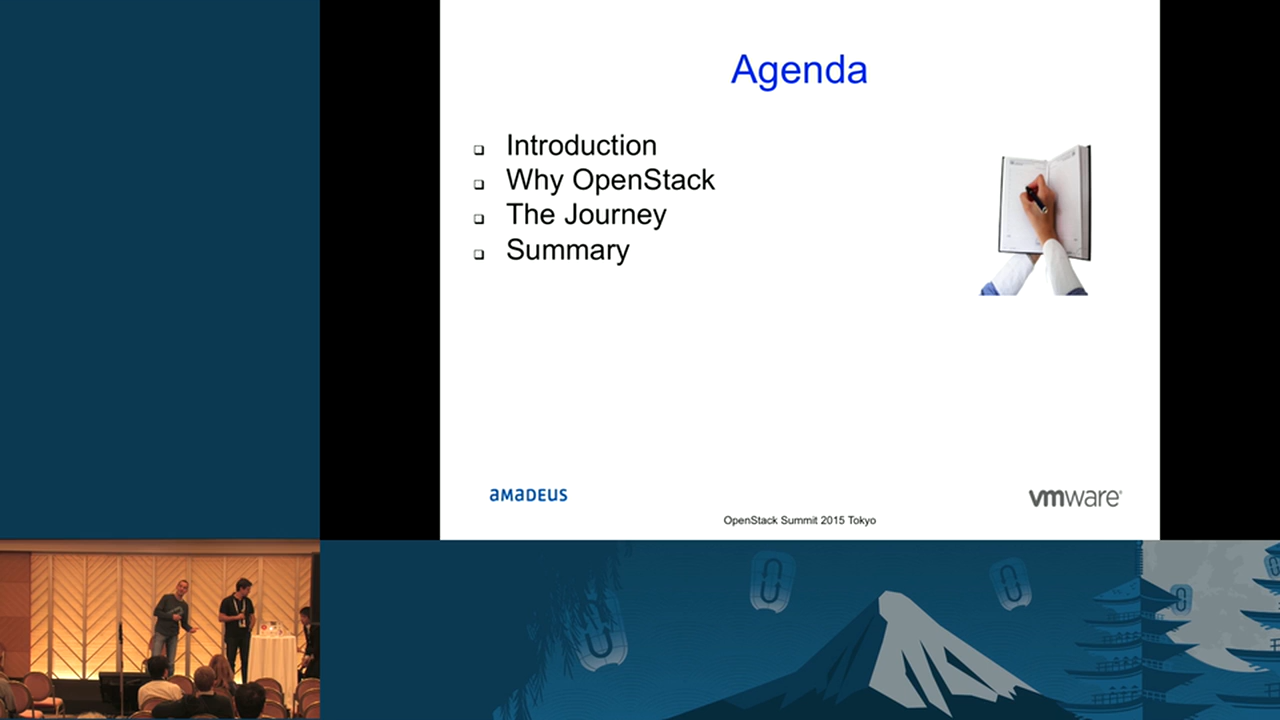 Agenda
Introduction
Why OpenStack
The Journey
Summary
amadeus
vmware®
OpenStack Summit 2015 Tokyo